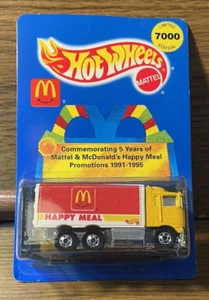 LIMITED
7000
EDITION
Hot Wheels
MATTEL
M
Commemorating 5 Years of
Mattel & McDonald's Happy Meal
Promotions 1991-1995
M
HAPPY MEAL